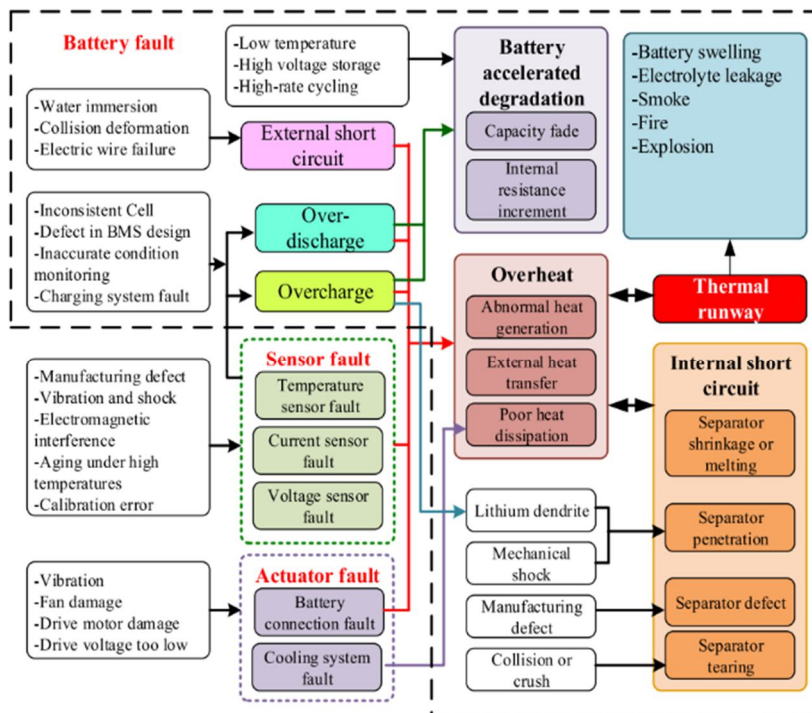 Battery fault
-Low temperature
-High voltage storage
-High-rate cycling
Battery
accelerated
degradation
Capacity fade
Internal
resistance
increment
-Battery swelling
-Electrolyte leakage
-Smoke
-Fire
-Explosion
-Water immersion
-Collision deformation
-Electric wire failure
External short
circuit
-Inconsistent Cell
-Defect in BMS design
-Inaccurate condition
monitoring
-Charging system fault
Over-
discharge
Overcharge
Overheat
Abnormal heat
generation
External heat
transfer
Poor heat
dissipation
Thermal
runway
Sensor fault
Temperature
sensor fault
Current sensor
fault
Voltage sensor
fault
-Manufacturing defect
-Vibration and shock
-Electromagnetic
interference
-Aging under high
temperatures
-Calibration error
Internal short
circuit
Separator
shrinkage or
melting
Separator
penetration
Separator defect
Separator
tearing
Lithium dendrite
Mechanical
shock
Manufacturing
defect
Collision or
crush
-Vibration
-Fan damage
-Drive motor damage
-Drive voltage too low
Actuator fault
Battery
connection fault
Cooling system
fault